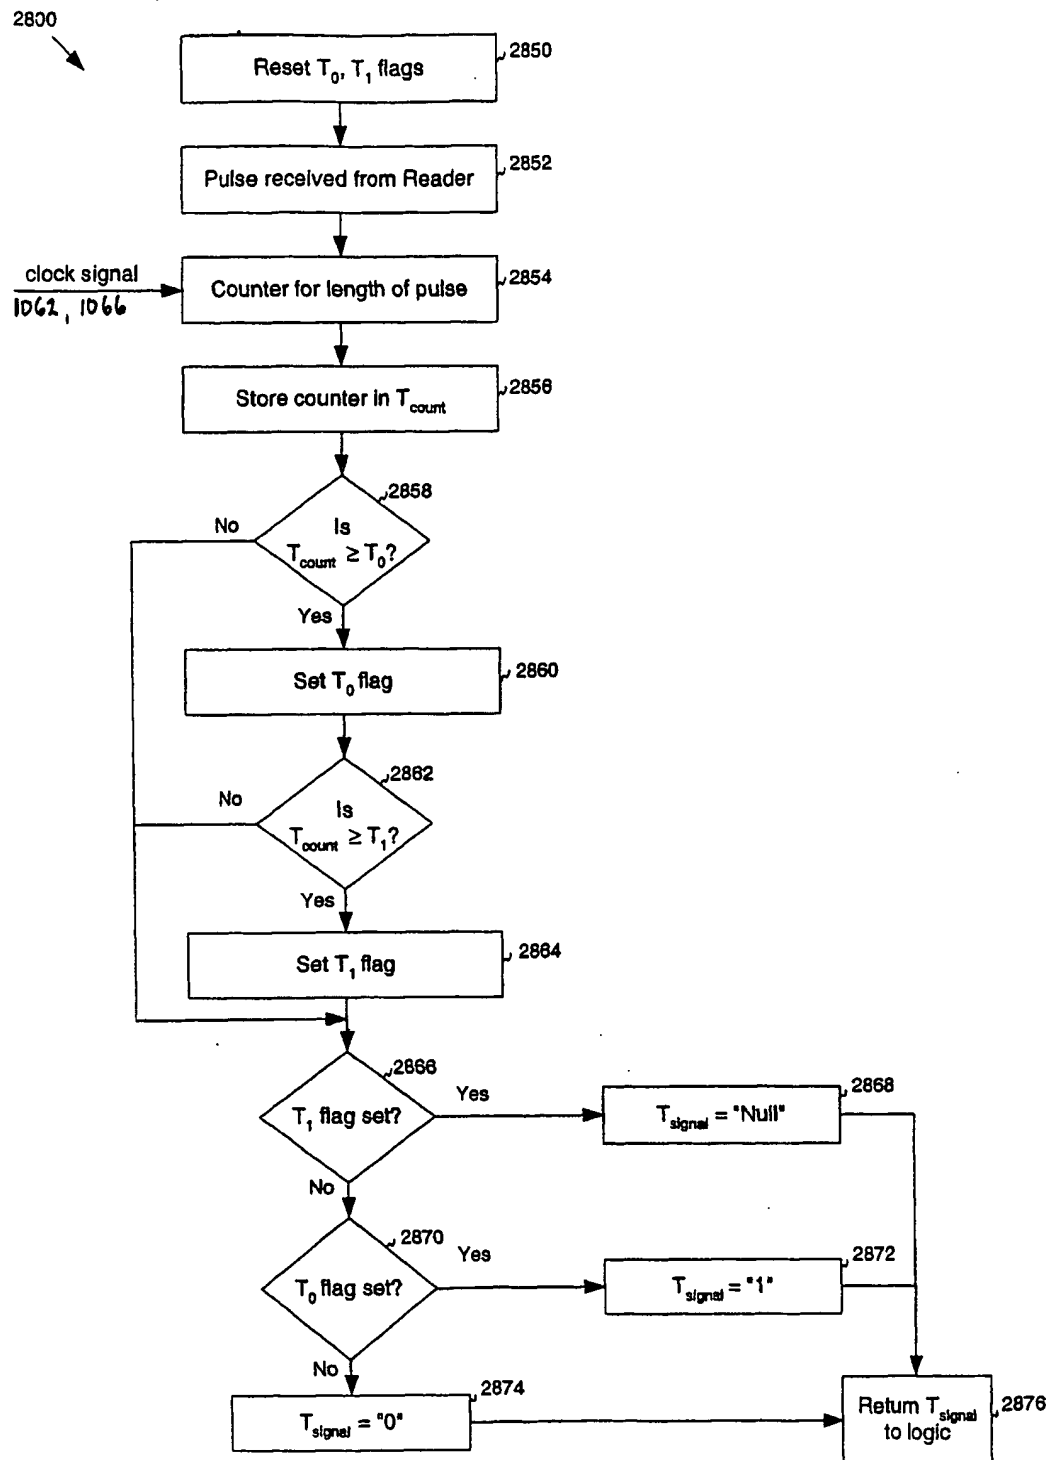 2800
Reset T0, T1 flags
2850
Pulse received from Reader
2852
clock signal
1062, 1066
Counter for length of pulse
2854
Store counter in Tcount
2856
2858
Is
Tcount ≥ T0?
No
Yes
Set T0 flag
2860
2862
Is
Tcount ≥ T1?
No
Yes
Set T1 flag
2864
2866
T1 flag set?
Yes
Tsignal = "Null"
2868
No
2870
T0 flag set?
Yes
Tsignal = "1"
2872
No
Tsignal = "0"
2874
Return Tsignal
to logic
2876